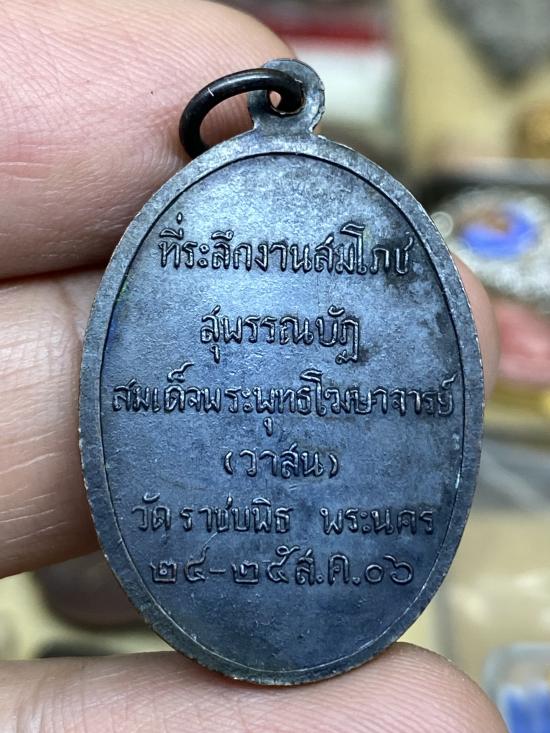 ที่ระลึกงานสมโภช
สุพรรณบัฏ
สมเด็จพระพุทธโฆษาจารย์
(วาสน)
วัดราชบพิธ พระนคร
๒๔-๒๕ ส.ค.๐๖